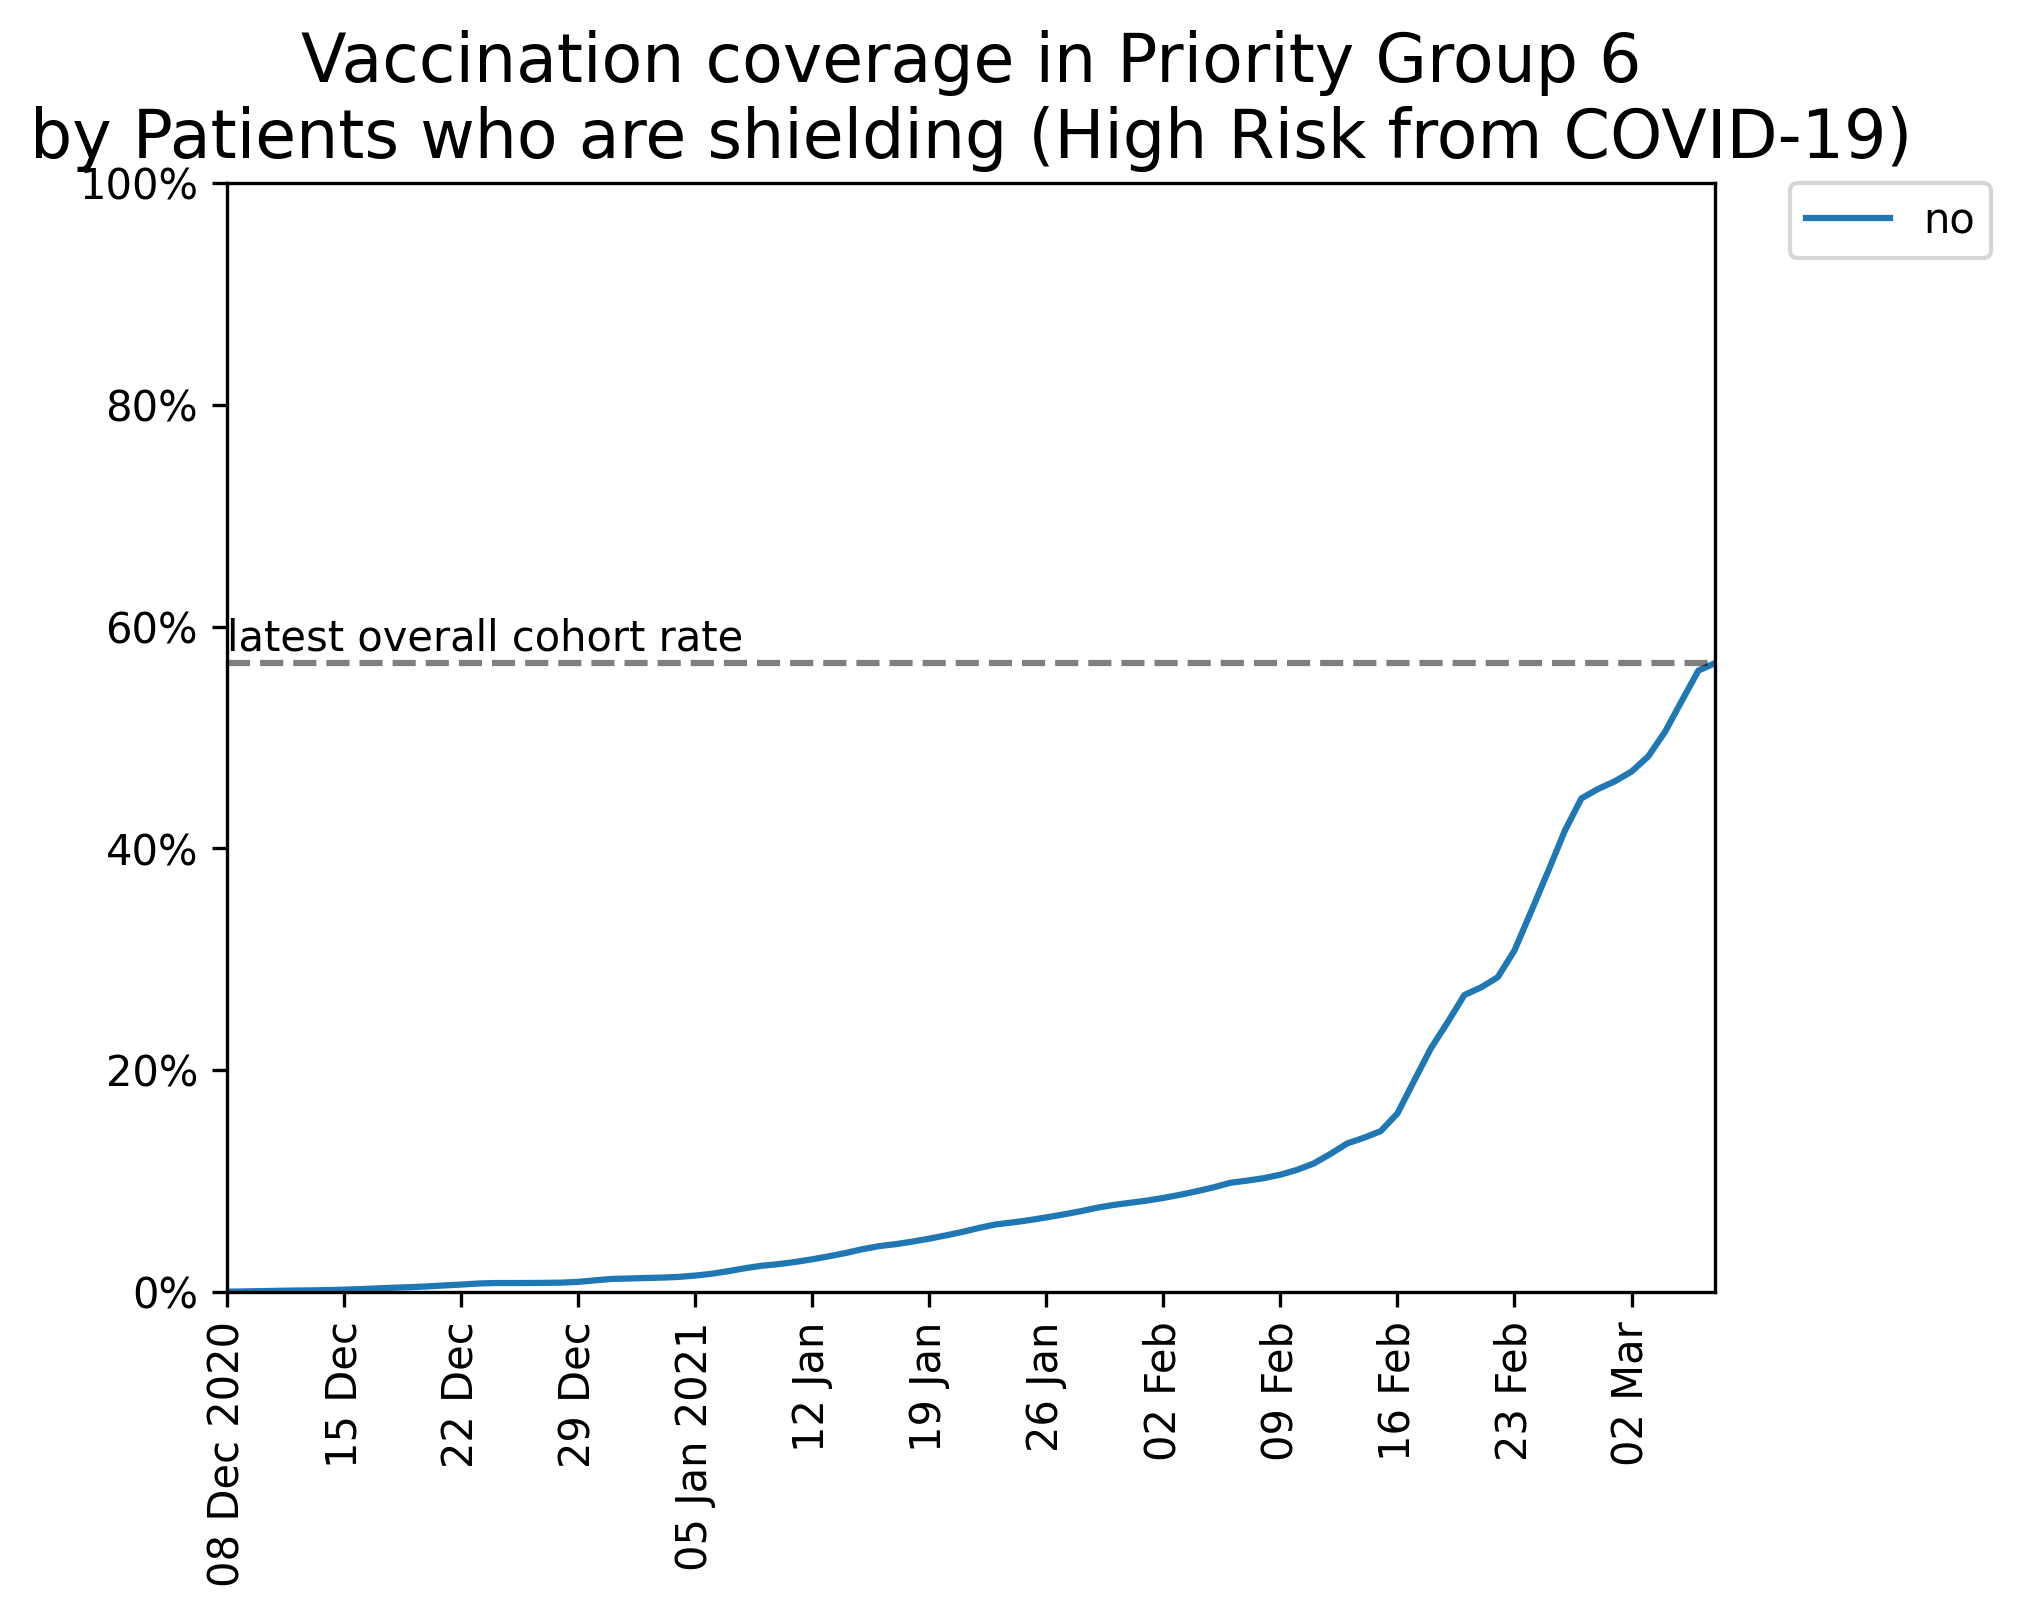 Vaccination coverage in Priority Group 6
by Patients who are shielding (High Risk from COVID-19)
100%
no
80%
60%
latest overall cohort rate
40%
20%
0%
08 Dec 2020
15 Dec
22 Dec
29 Dec
05 Jan 2021
12 Jan
19 Jan
26 Jan
02 Feb
09 Feb
16 Feb
23 Feb
02 Mar